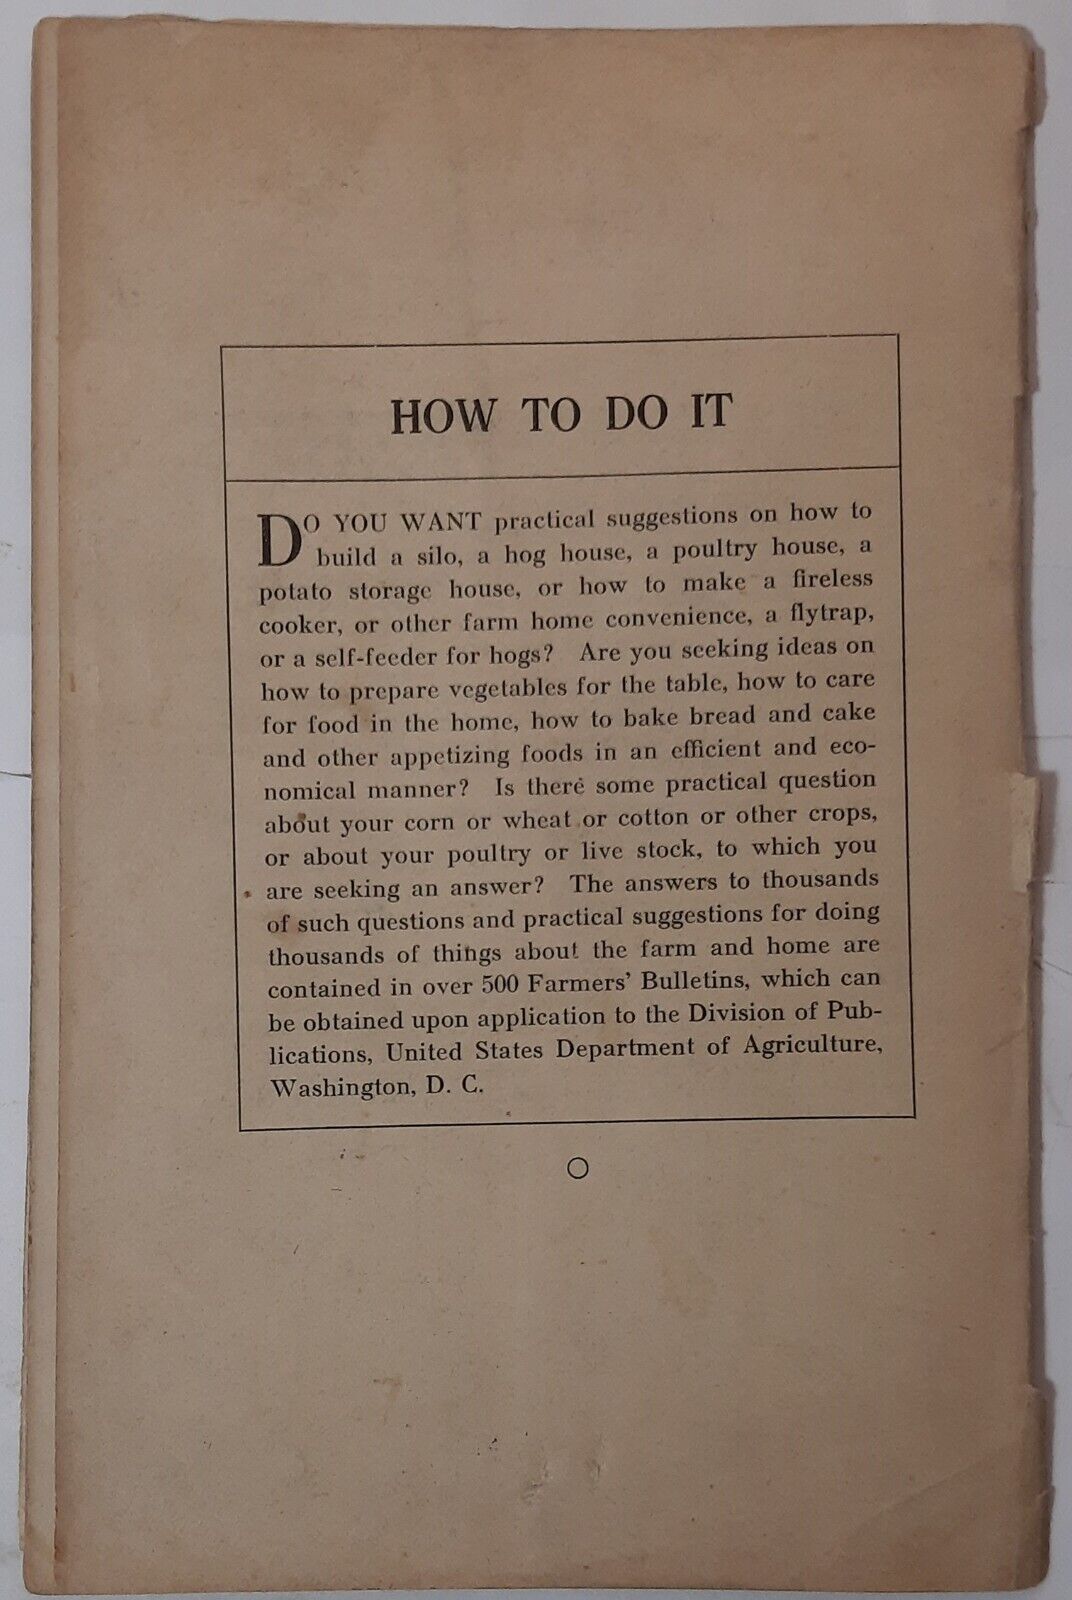 HOW TO DO IT
DO YOU WANT practical suggestions on how to
build a silo, a hog house, a poultry house, a
potato storage house, or how to make a fireless
cooker, or other farm home convenience, a flytrap,
or a self-feeder for hogs? Are you seeking ideas on
how to prepare vegetables for the table, how to care
for food in the home, how to bake bread and cake
and other appetizing foods in an efficient and eco-
nomical manner? Is there some practical question
about your corn or wheat or cotton or other crops,
or about your poultry or live stock, to which you
are seeking an answer? The answers to thousands
of such questions and practical suggestions for doing
thousands of things about the farm and home are
contained in over 500 Farmers' Bulletins, which can
be obtained upon application to the Division of Pub-
lications, United States Department of Agriculture,
Washington, D. C.